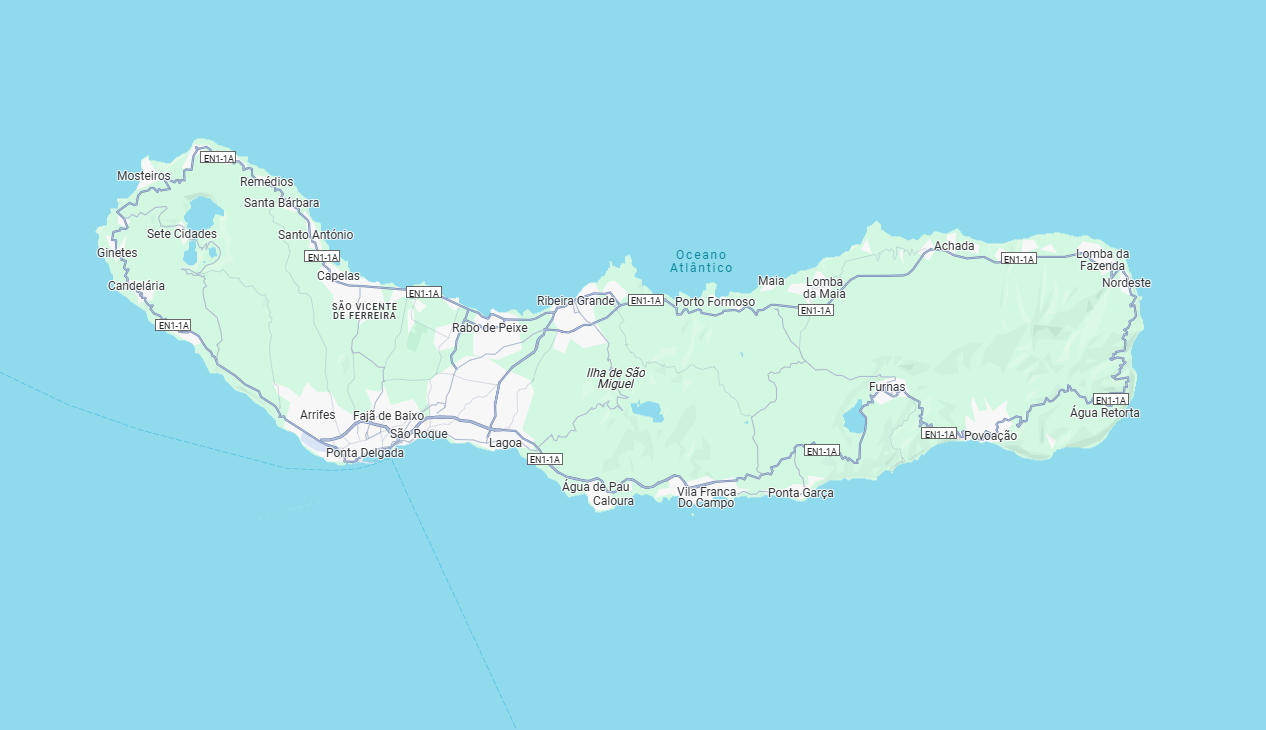 EN1-1A
Mosteiros
Remédios
Santa Bárbara
Sete Cidades
Santo António
Ginetes
EN1-1A
Capelas
Candelária
EN1-1A
SÃO VICENTE
DE FERREIRA
EN1-1A
Rabo de Peixe
Ribeira Grande
EN1-1A
Oceano
Atlântico
Porto Formoso
Maia
Lomba
da Maia
EN1-1A
Achada
EN1-1A
Lomba da
Fazenda
Nordeste
Ilha de São
Miguel
Furnas
EN1-1A
Água Retorta
EN1-1A
Povoação
Arrifes
Fajã de Baixo
São Roque
Ponta Delgada
Lagoa
EN1-1A
EN1-1A
Água de Pau
Caloura
Vila Franca
Do Campo
Ponta Garça